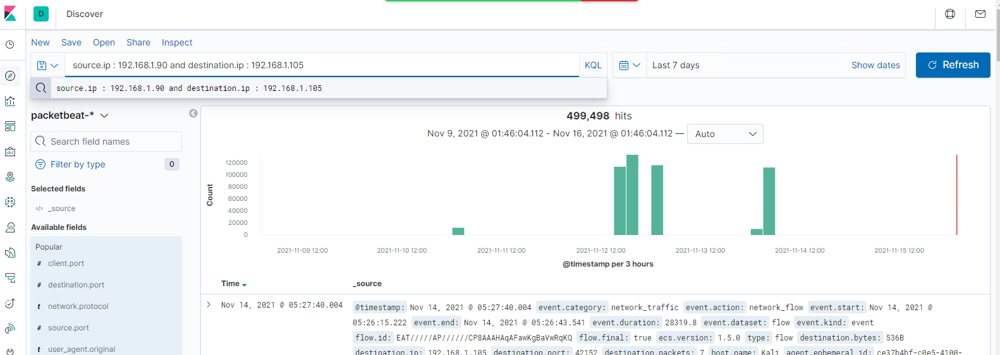 D Discover
New Save Open Share Inspect
source.ip : 192.168.1.90 and destination.ip : 192.168.1.105 KQL Last 7 days Show dates Refresh
source.ip : 192.168.1.90 and destination.ip : 192.168.1.105
packetbeat-*
499,498 hits
Nov 9, 2021 @ 01:46:04.112 - Nov 16, 2021 @ 01:46:04.112 — Auto
Search field names
Filter by type 0
Selected fields
</> _source
Available fields
Popular
# client.port
# destination.port
t network.protocol
# source.port
t user_agent.original
Count
120000
100000
80000
60000
40000
20000
0
2021-11-09 12:00 2021-11-10 12:00 2021-11-11 12:00 2021-11-12 12:00 2021-11-13 12:00 2021-11-14 12:00 2021-11-15 12:00
@timestamp per 3 hours
Time _source
Nov 14, 2021 @ 05:27:40.004 @timestamp: Nov 14, 2021 @ 05:27:40.004 event.category: network_traffic event.action: network_flow event.start: Nov 14, 2021 @
05:26:15.222 event.end: Nov 14, 2021 @ 05:26:43.541 event.duration: 28319.8 event.dataset: flow event.kind: event
flow.id: EAT/////AP//////CP8AAAHAqAFawKgBaVwRqKQ flow.final: true ecs.version: 1.5.0 type: flow destination.bytes: 536B
destination.ip: 192.168.1.105 destination.port: 42152 destination.packets: 7 host.name: Kali agent.ephemeral_id: ce37b4bf-c0e5-4100-